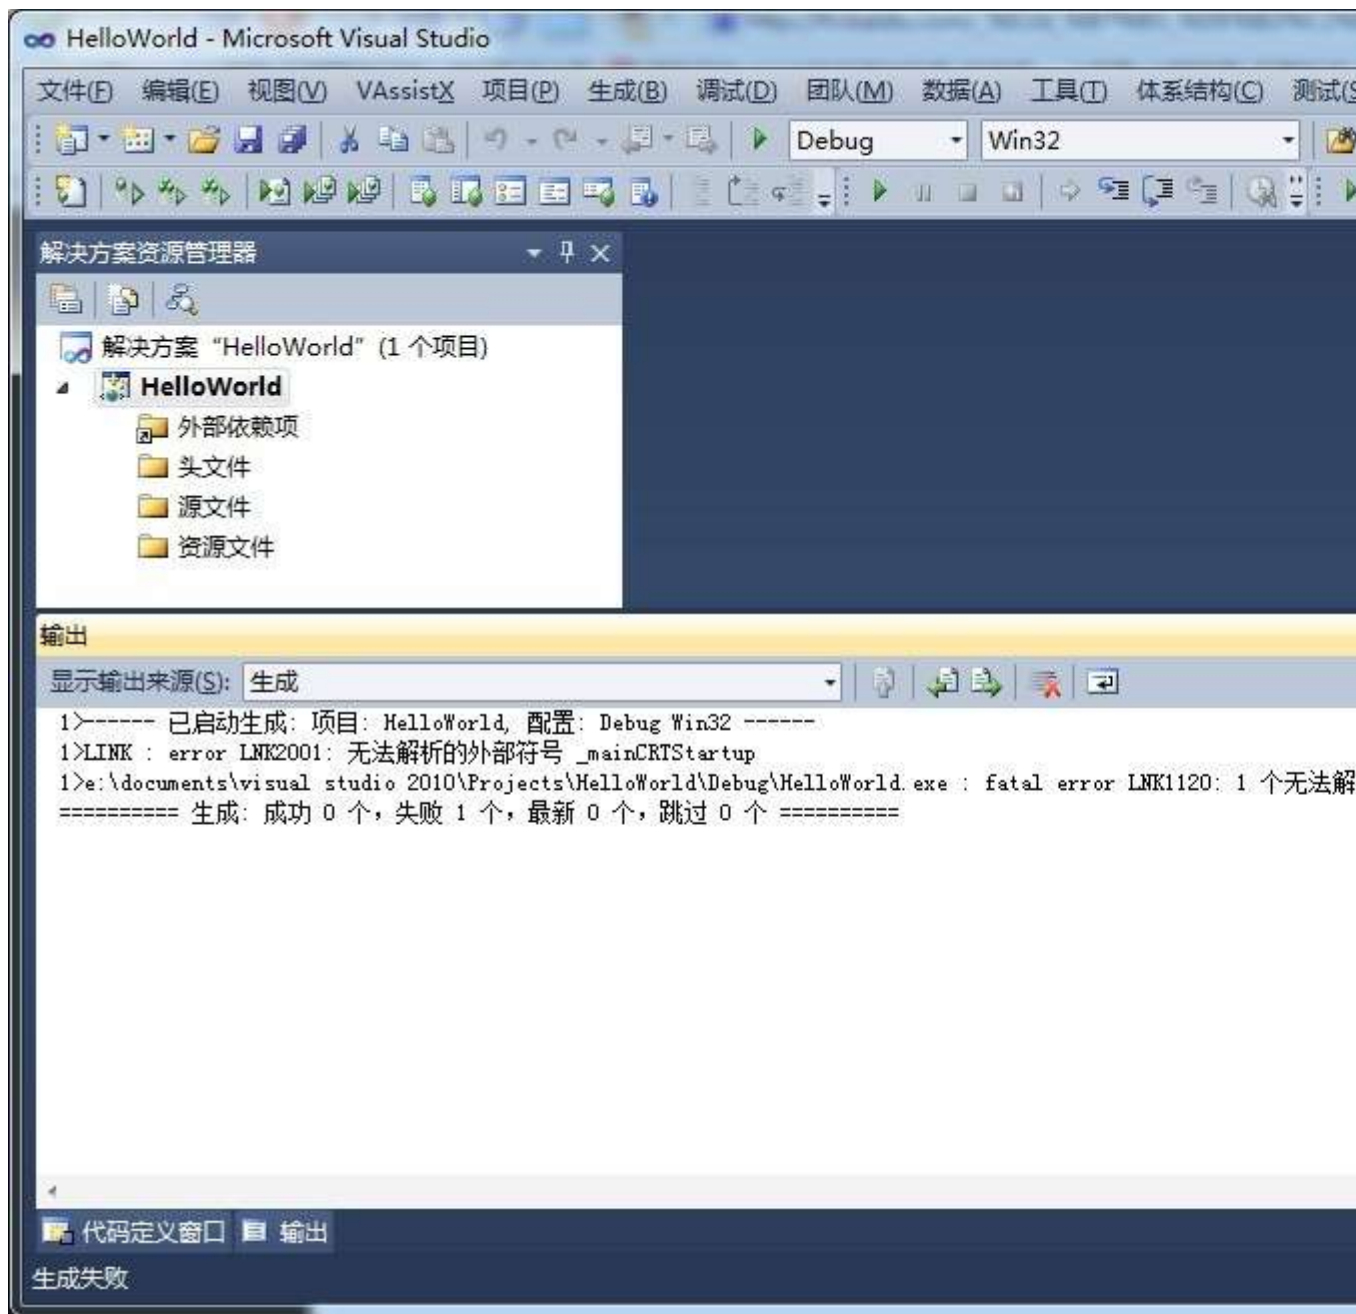 HelloWorld - Microsoft Visual Studio
文件(F) 编辑(E) 视图(V) VAssistX 项目(P) 生成(B) 调试(D) 团队(M) 数据(A) 工具(T) 体系结构(C) 测试(S
Debug Win32
解决方案资源管理器
解决方案 “HelloWorld” (1 个项目)
HelloWorld
外部依赖项
头文件
源文件
资源文件
输出
显示输出来源(S): 生成
1>------ 已启动生成: 项目: HelloWorld, 配置: Debug Win32 ------
1>LINK : error LNK2001: 无法解析的外部符号 _mainCRTStartup
1>e:\documents\visual studio 2010\Projects\HelloWorld\Debug\HelloWorld.exe : fatal error LNK1120: 1 个无法解
========== 生成: 成功 0 个，失败 1 个，最新 0 个，跳过 0 个 ==========
代码定义窗口 输出
生成失败